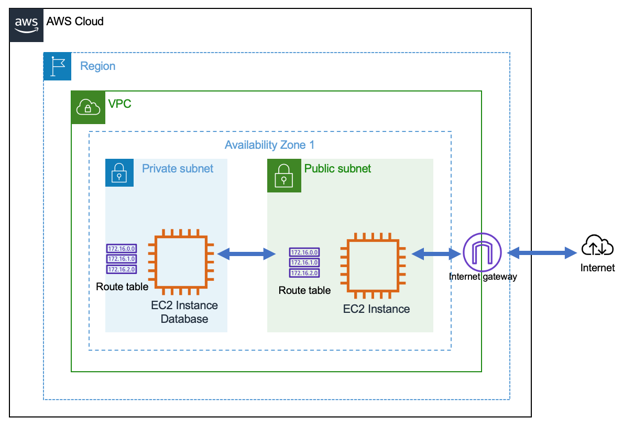 aws
AWS Cloud
Region
VPC
Availability Zone 1
Private subnet
Public subnet
172.16.0.0
172.16.1.0
172.16.2.0
Route table
EC2 Instance
Database
172.16.0.0
172.16.1.0
172.16.2.0
Route table
EC2 Instance
Internet gateway
Internet